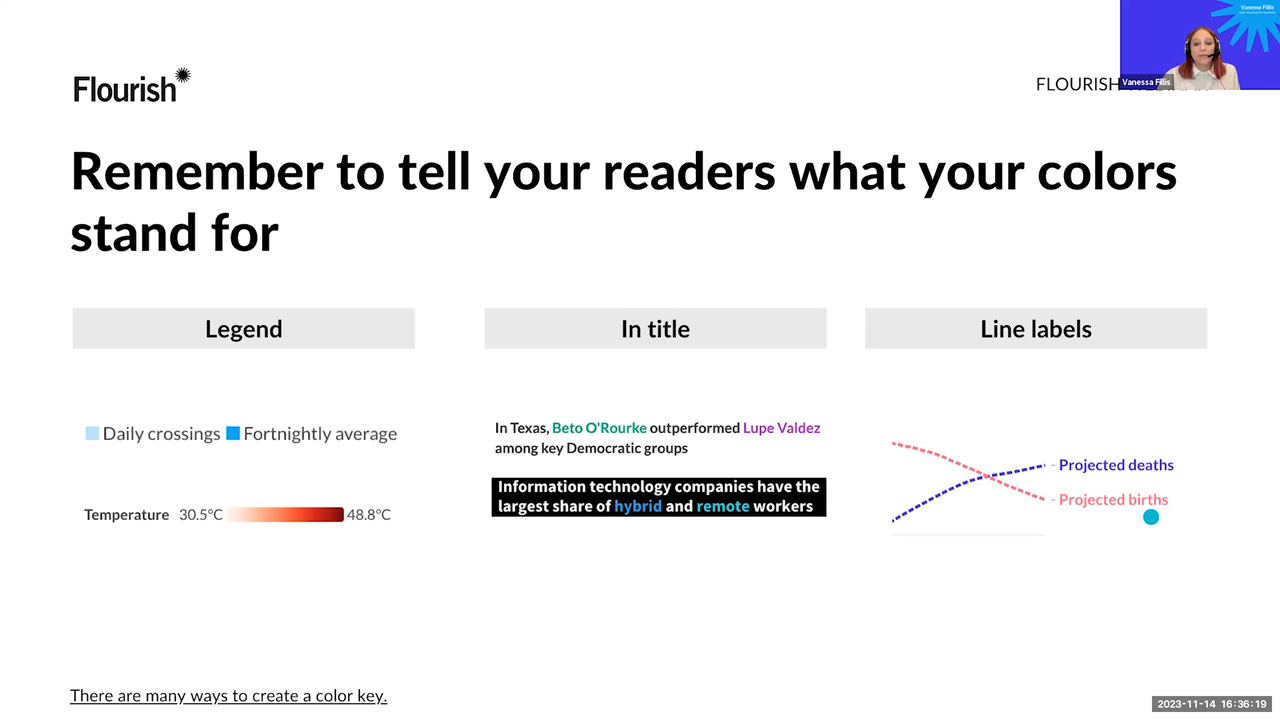 Vanessa Fillis
Flourish
FLOURISH
Vanessa Fillis
Remember to tell your readers what your colors
stand for
Legend
In title
Line labels
Daily crossings Fortnightly average
Temperature 30.5°C 48.8°C
In Texas, Beto O'Rourke outperformed Lupe Valdez
among key Democratic groups
Information technology companies have the
largest share of hybrid and remote workers
Projected deaths
Projected births
There are many ways to create a color key.
2023-11-14 16:36:19